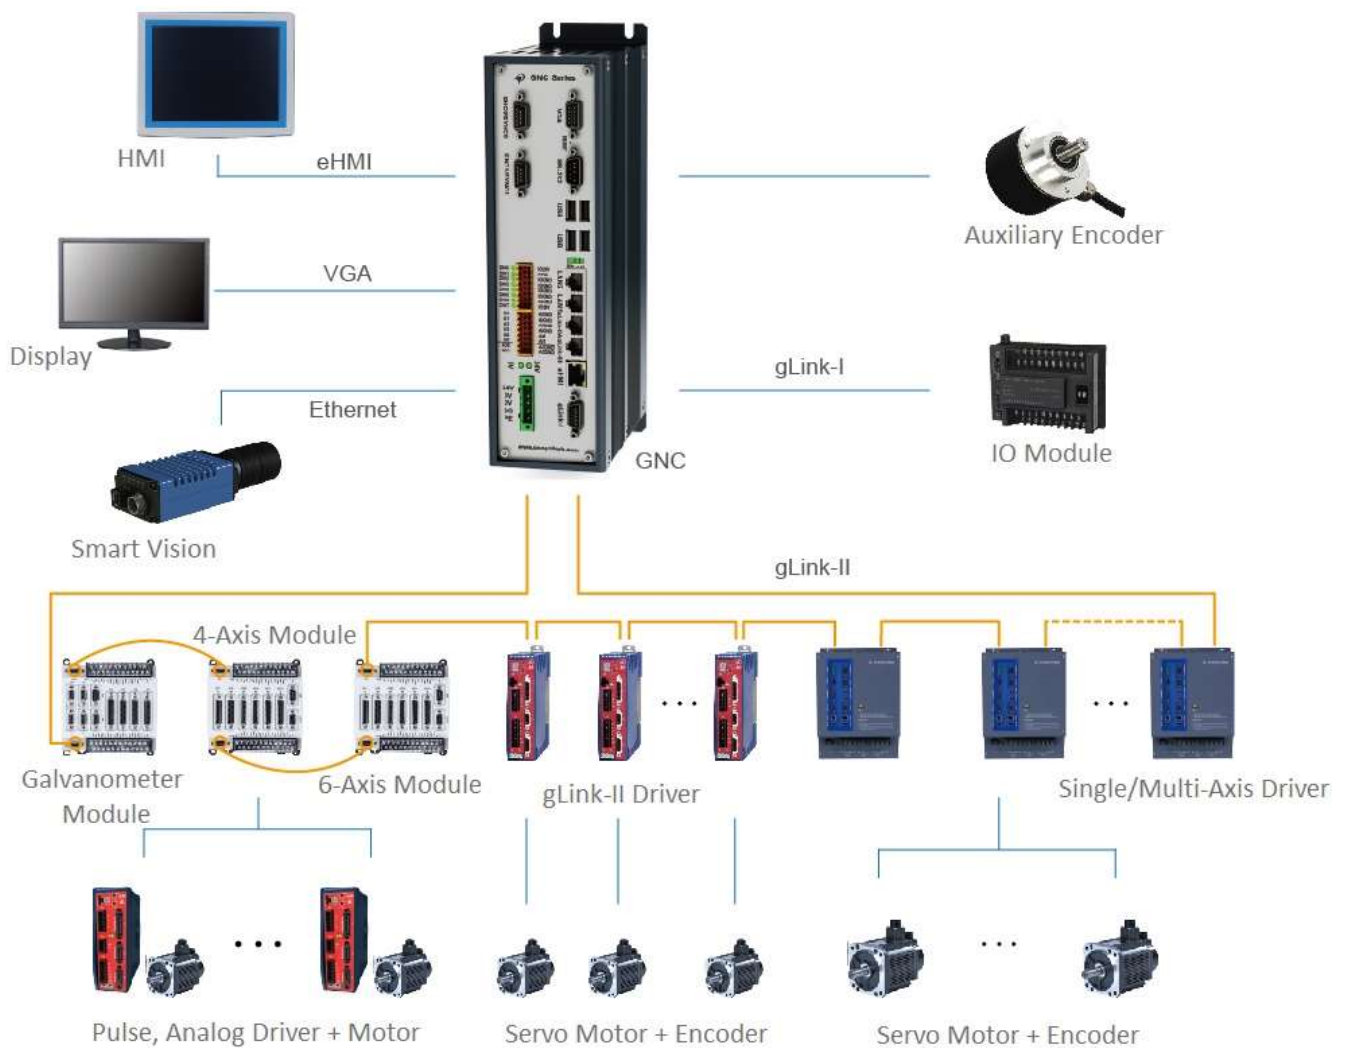 GNC Series
HMI
eHMI
VGA
Display
Ethernet
Smart Vision
GNC
Auxiliary Encoder
gLink-I
IO Module
gLink-II
4-Axis Module
Galvanometer
Module
6-Axis Module
gLink-II Driver
Single/Multi-Axis Driver
Pulse, Analog Driver + Motor
Servo Motor + Encoder
Servo Motor + Encoder